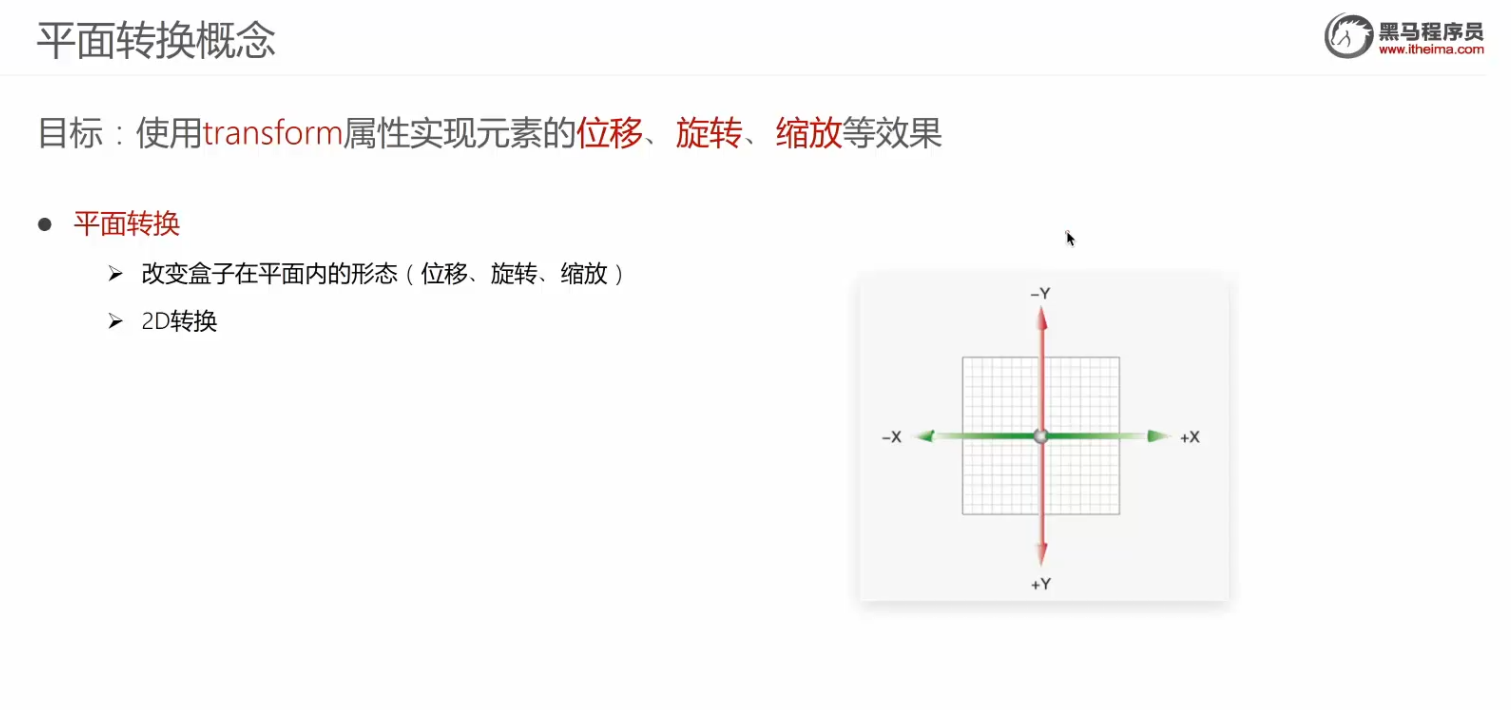 平面转换概念
黑马程序员
www.itheima.com
目标：使用transform属性实现元素的位移、旋转、缩放等效果
平面转换
改变盒子在平面内的形态（位移、旋转、缩放）
2D转换
-Y
-X
+X
+Y